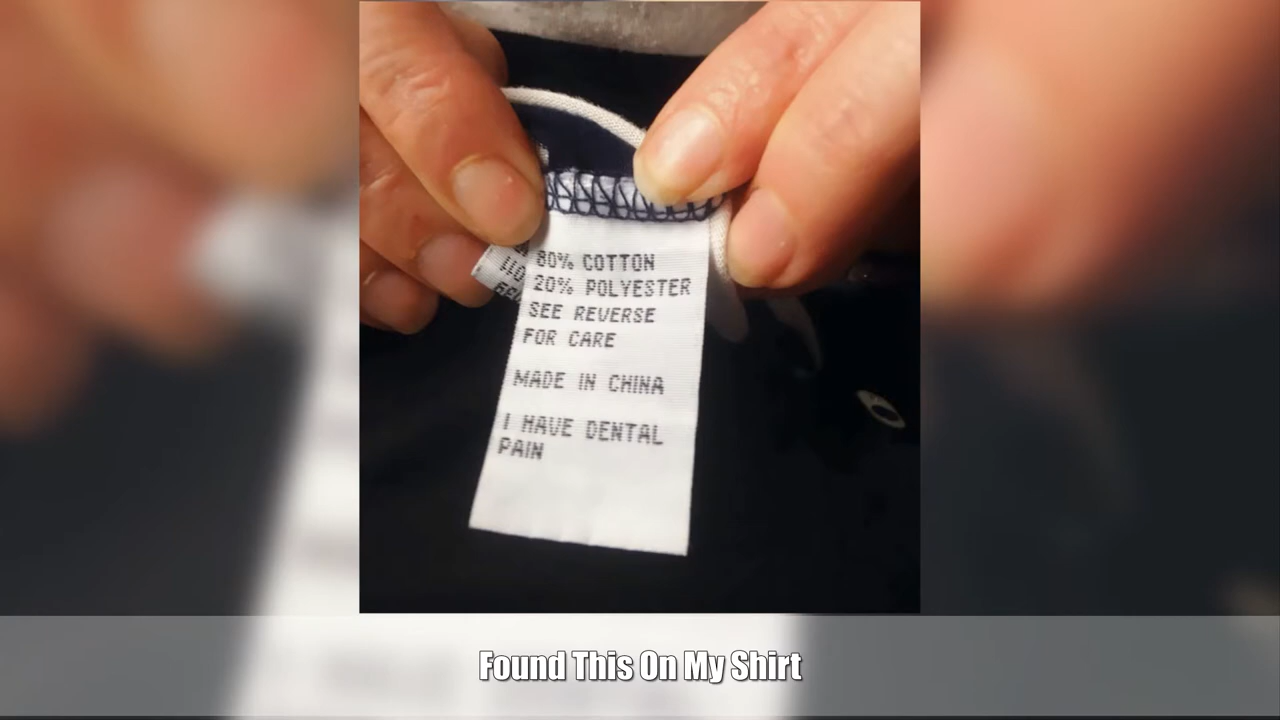 80% COTTON
20% POLYESTER
SEE REVERSE
FOR CARE
MADE IN CHINA
I HAVE DENTAL
PAIN
Found This On My Shirt